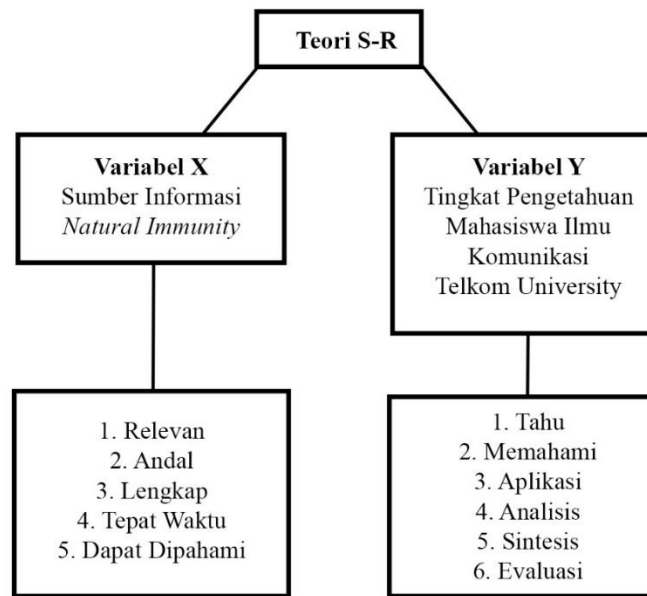 Teori S-R
Variabel X
Sumber Informasi
Natural Immunity
Variabel Y
Tingkat Pengetahuan
Mahasiswa Ilmu
Komunikasi
Telkom University
1. Relevan
2. Andal
3. Lengkap
4. Tepat Waktu
5. Dapat Dipahami
1. Tahu
2. Memahami
3. Aplikasi
4. Analisis
5. Sintesis
6. Evaluasi